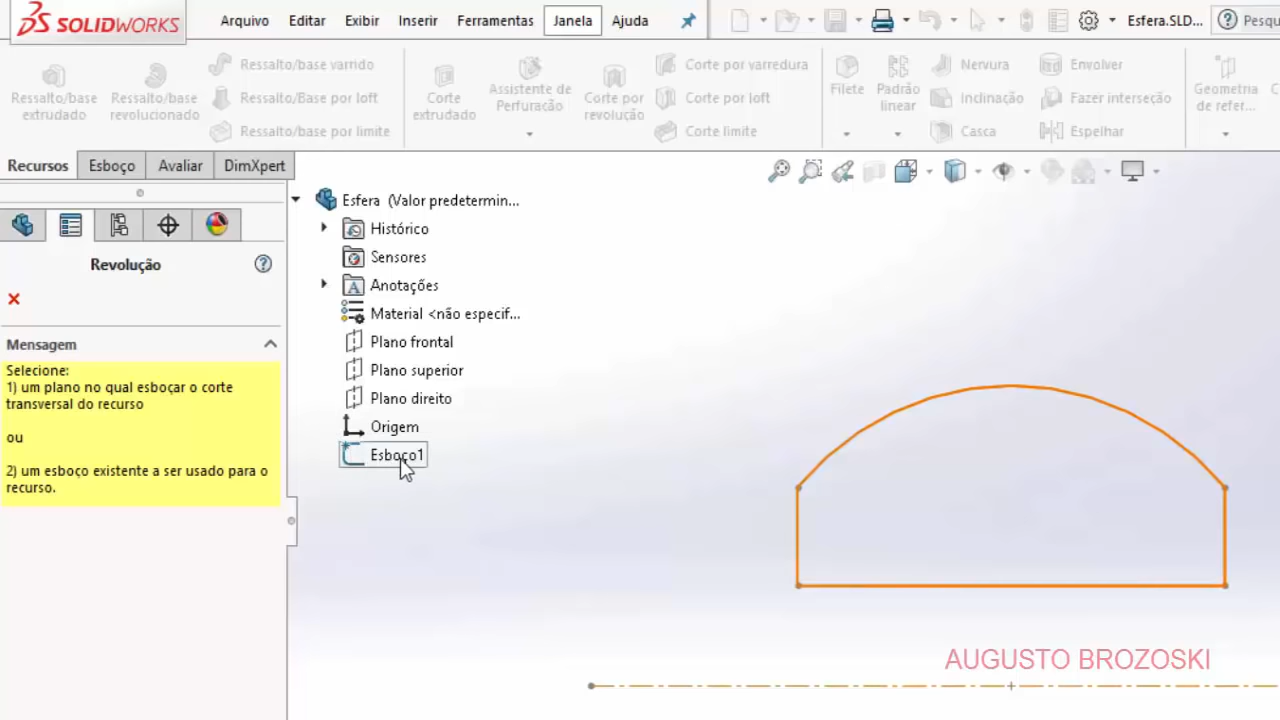 SOLIDWORKS
Arquivo Editar Exibir Inserir Ferramentas Janela Ajuda
Esfera.SLD...
Pesqu
Ressalto/base extrudado
Ressalto/base revolucionado
Ressalto/base varrido
Ressalto/Base por loft
Ressalto/base por limite
Corte extrudado
Assistente de Perfuração
Corte por revolução
Corte por varredura
Corte por loft
Corte limite
Filete
Padrão linear
Nervura
Inclinação
Casca
Envolver
Fazer interseção
Espelhar
Geometria de refer...
Recursos Esboço Avaliar DimXpert
Revolução
Mensagem
Selecione:
1) um plano no qual esboçar o corte
transversal do recurso
ou
2) um esboço existente a ser usado para o
recurso.
Esfera (Valor predetermin...
Histórico
Sensores
Anotações
Material <não especif...
Plano frontal
Plano superior
Plano direito
Origem
Esboço1
AUGUSTO BROZOSKI